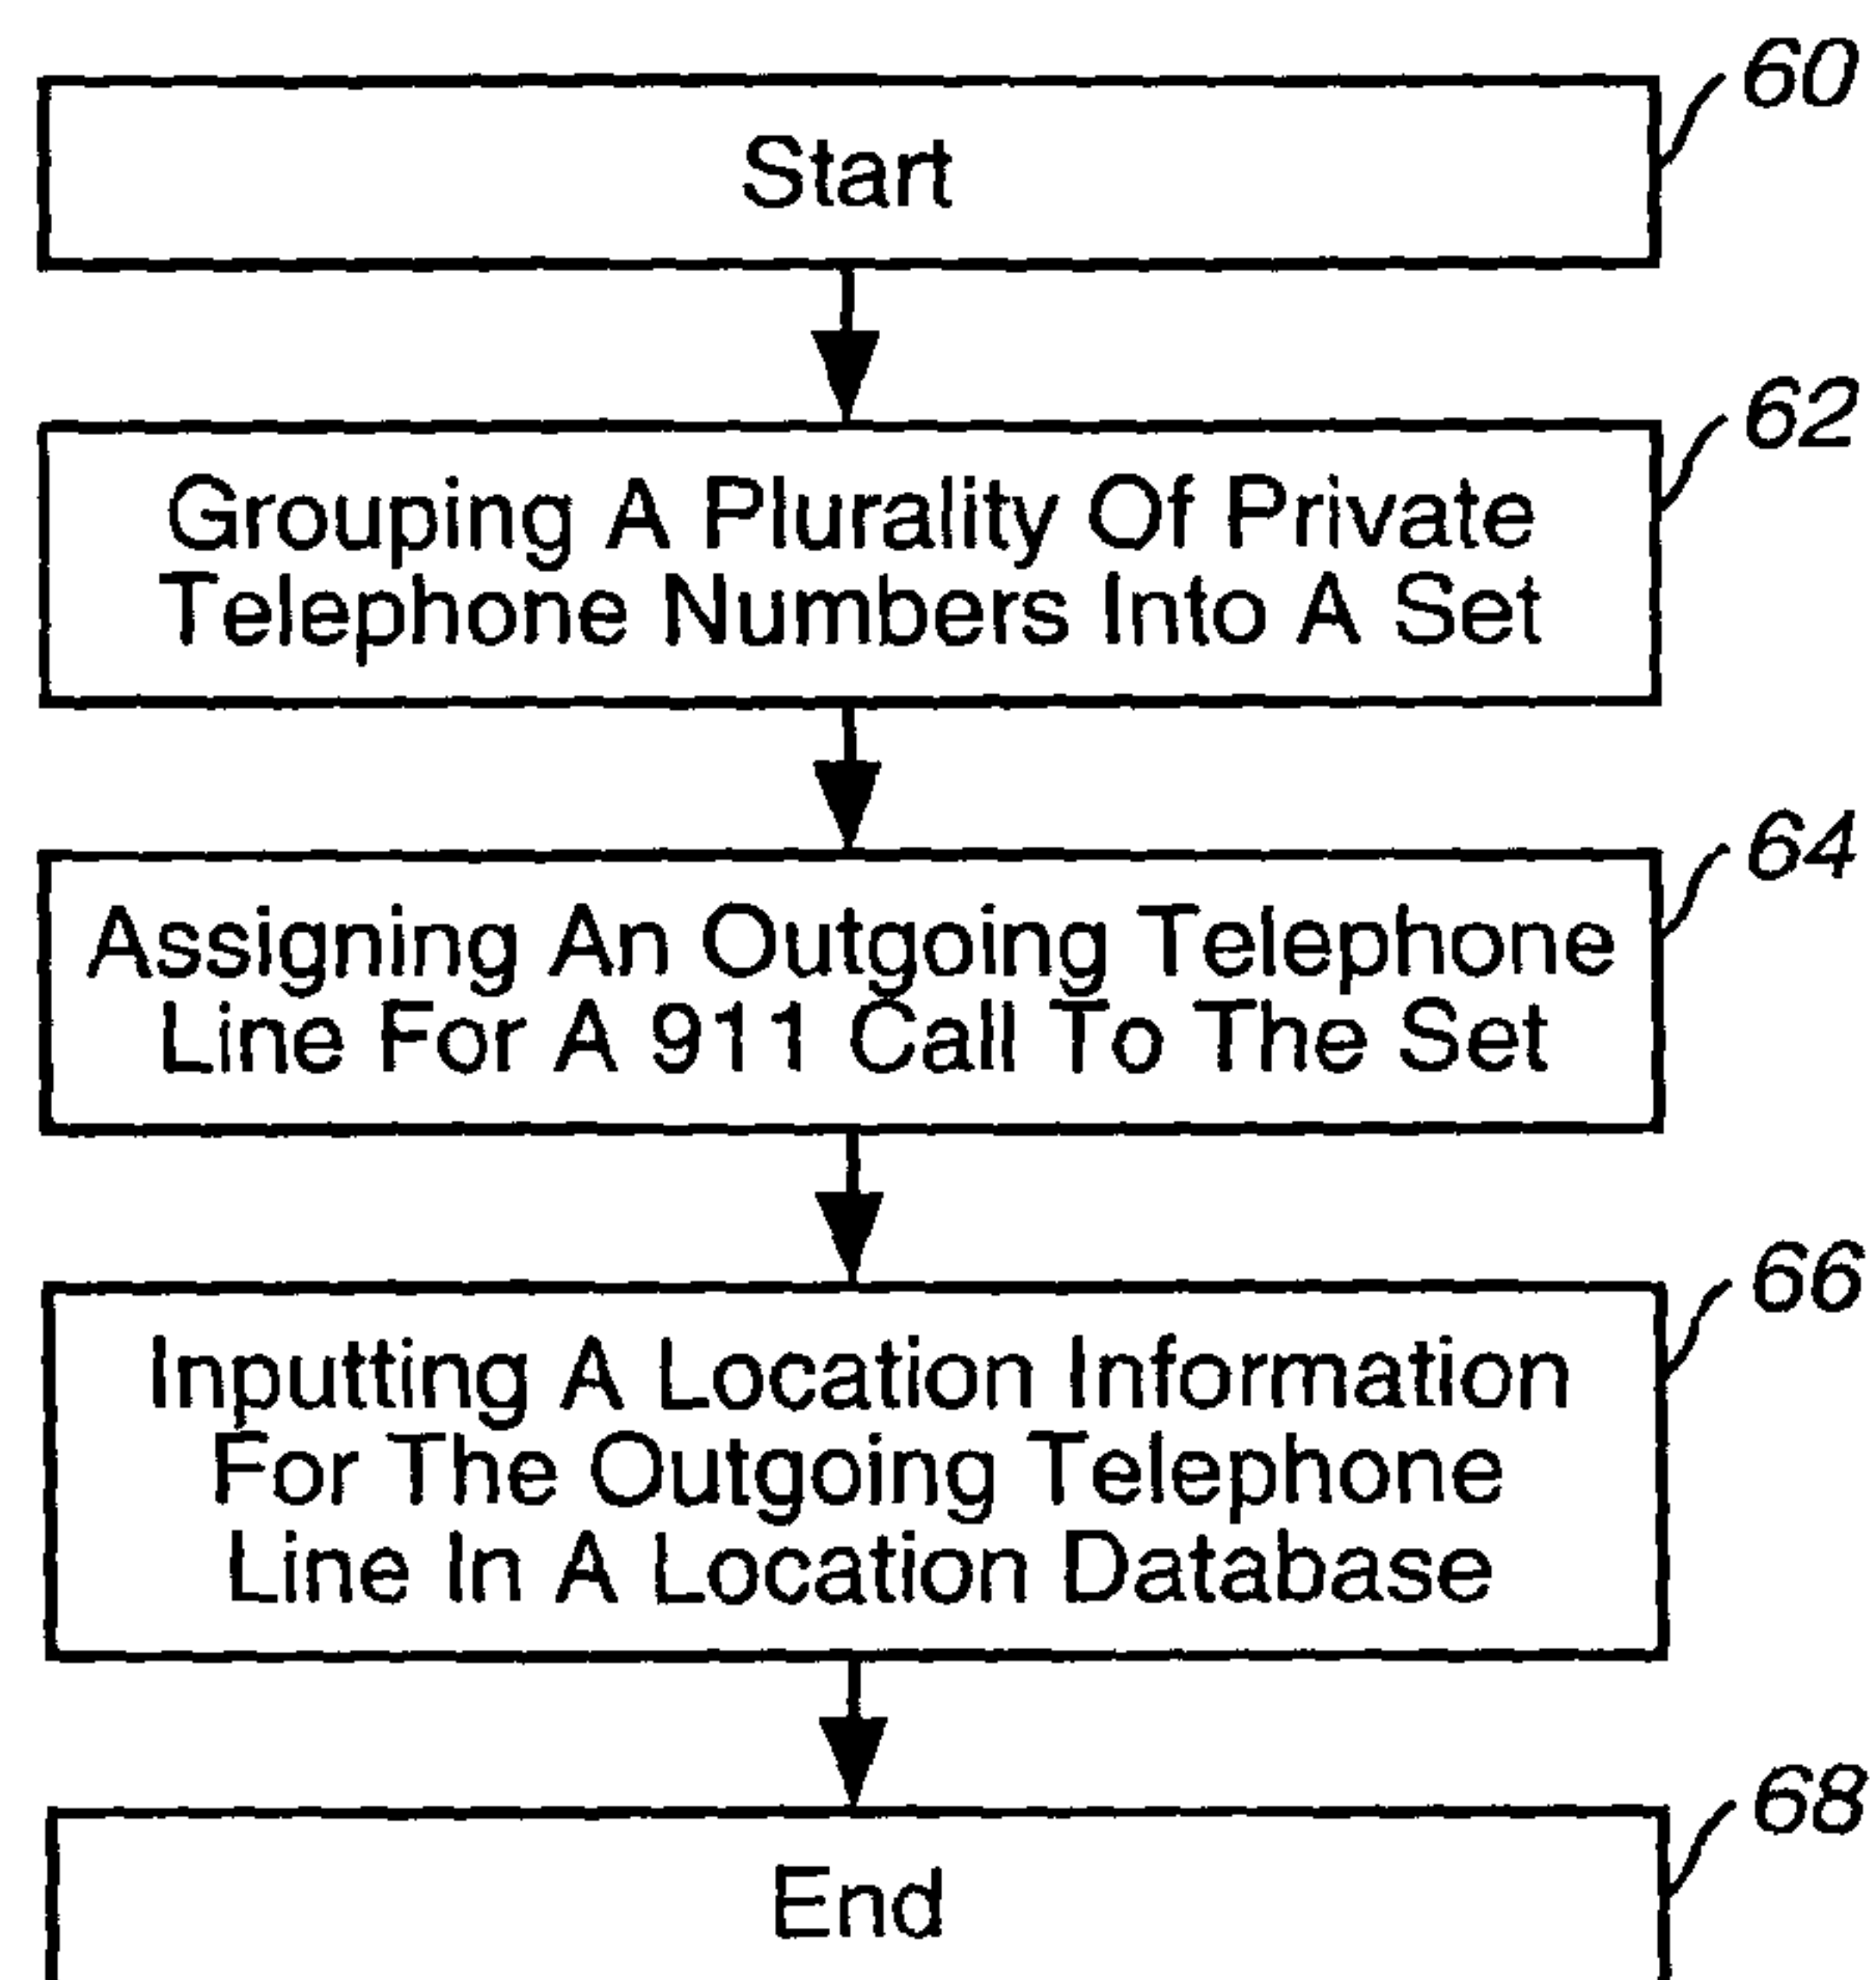 60
Start
62
Grouping A Plurality Of Private
Telephone Numbers Into A Set
64
Assigning An Outgoing Telephone
Line For A 911 Call To The Set
66
Inputting A Location Information
For The Outgoing Telephone
Line In A Location Database
68
End